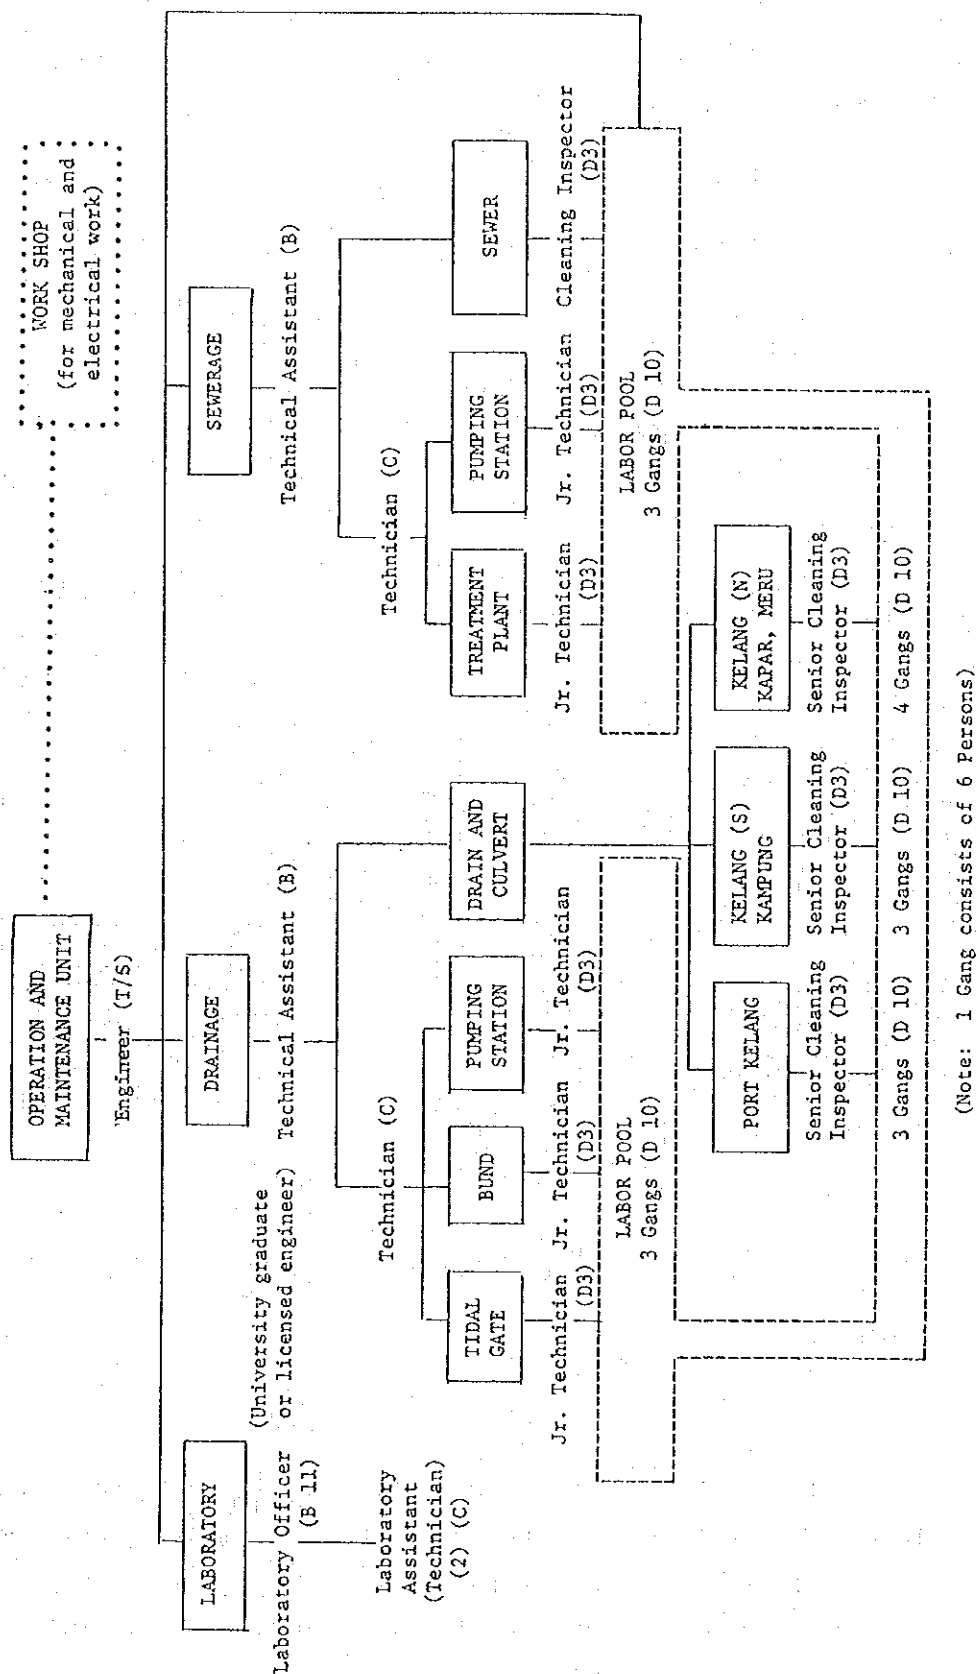 OPERATION AND
MAINTENANCE UNIT
Engineer (T/S)
WORK SHOP
(for mechanical and
electrical work)
LABORATORY
Laboratory Officer
(B 11)
(University graduate
or licensed engineer)
Laboratory
Assistant
(Technician)
(2) (C)
DRAINAGE
Technical Assistant (B)
Technician (C)
TIDAL
GATE
Jr. Technician
(D3)
BUND
Jr. Technician
(D3)
PUMPING
STATION
Jr. Technician
(D3)
DRAIN AND
CULVERT
LABOR POOL
3 Gangs (D 10)
PORT KELANG
Senior Cleaning
Inspector (D3)
3 Gangs (D 10)
KELANG (S)
KAMPUNG
Senior Cleaning
Inspector (D3)
3 Gangs (D 10)
KELANG (N)
KAPAR, MERU
Senior Cleaning
Inspector (D3)
4 Gangs (D 10)
SEWERAGE
Technical Assistant (B)
Technician (C)
TREATMENT
PLANT
Jr. Technician
(D3)
PUMPING
STATION
Jr. Technician
(D3)
SEWER
Cleaning Inspector
(D3)
LABOR POOL
3 Gangs (D 10)
(Note: 1 Gang consists of 6 Persons)